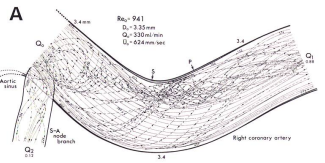 A
3.4 mm
Re₀= 941
D₀= 3.35 mm
Q₀= 330 ml/min
Ū₀= 624 mm/sec
Q₀
Aortic
sinus
S
P
3.4
Q₁
0.88
S-A
node
branch
Q₂
0.12
Right coronary artery
3.4